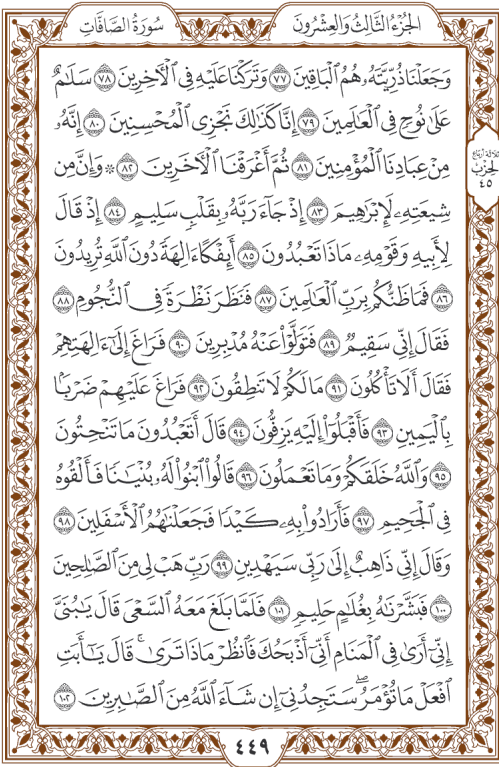 الجزء الثالث والعشرون
سورة الصافات
وَجَعَلْنَا ذُرِّيَّتَهُۥ هُمُ ٱلْبَاقِينَ ٧٧ وَتَرَكْنَا عَلَيْهِ فِى ٱلْأَخِرِينَ ٧٨ سَلَٰمٌ
عَلَىٰ نُوحٍ فِى ٱلْعَٰلَمِينَ ٧٩ إِنَّا كَذَٰلِكَ نَجْزِى ٱلْمُحْسِنِينَ ٨٠ إِنَّهُۥ
مِنْ عِبَادِنَا ٱلْمُؤْمِنِينَ ٨١ ثُمَّ أَغْرَقْنَا ٱلْأَخَرِينَ ٨٢ ۞ وَإِنَّ مِن
شِيعَتِهِۦ لَإِبْرَٰهِيمَ ٨٣ إِذْ جَآءَ رَبَّهُۥ بِقَلْبٍ سَلِيمٍ ٨٤ إِذْ قَالَ
لِأَبِيهِ وَقَوْمِهِۦ مَاذَا تَعْبُدُونَ ٨٥ أَئِفْكًا ءَالِهَةً دُونَ ٱللَّهِ تُرِيدُونَ
٨٦ فَمَا ظَنُّكُم بِرَبِّ ٱلْعَٰلَمِينَ ٨٧ فَنَظَرَ نَظْرَةً فِى ٱلنُّجُومِ ٨٨
فَقَالَ إِنِّى سَقِيمٌ ٨٩ فَتَوَلَّوْا۟ عَنْهُ مُدْبِرِينَ ٩٠ فَرَاغَ إِلَىٰٓ ءَالِهَتِهِمْ
فَقَالَ أَلَا تَأْكُلُونَ ٩١ مَا لَكُمْ لَا تَنطِقُونَ ٩٢ فَرَاغَ عَلَيْهِمْ ضَرْبًۢا
بِٱلْيَمِينِ ٩٣ فَأَقْبَلُوٓا۟ إِلَيْهِ يَزِفُّونَ ٩٤ قَالَ أَتَعْبُدُونَ مَا تَنْحِتُونَ
٩٥ وَٱللَّهُ خَلَقَكُمْ وَمَا تَعْمَلُونَ ٩٦ قَالُوا۟ ٱبْنُوا۟ لَهُۥ بُنْيَٰنًا فَأَلْقُوهُ
فِى ٱلْجَحِيمِ ٩٧ فَأَرَادُوا۟ بِهِۦ كَيْدًا فَجَعَلْنَٰهُمُ ٱلْأَسْفَلِينَ ٩٨
وَقَالَ إِنِّى ذَاهِبٌ إِلَىٰ رَبِّى سَيَهْدِينِ ٩٩ رَبِّ هَبْ لِى مِنَ ٱلصَّٰلِحِينَ
١٠٠ فَبَشَّرْنَٰهُ بِغُلَٰمٍ حَلِيمٍ ١٠١ فَلَمَّا بَلَغَ مَعَهُ ٱلسَّعْىَ قَالَ يَٰبُنَىَّ
إِنِّىٓ أَرَىٰ فِى ٱلْمَنَامِ أَنِّىٓ أَذْبَحُكَ فَٱنظُرْ مَاذَا تَرَىٰ ۚ قَالَ يَٰٓأَبَتِ
ٱفْعَلْ مَا تُؤْمَرُ ۖ سَتَجِدُنِىٓ إِن شَآءَ ٱللَّهُ مِنَ ٱلصَّٰبِرِينَ ١٠٢
ثلاثة أرباع
الحزب
٤٥
٤٤٩